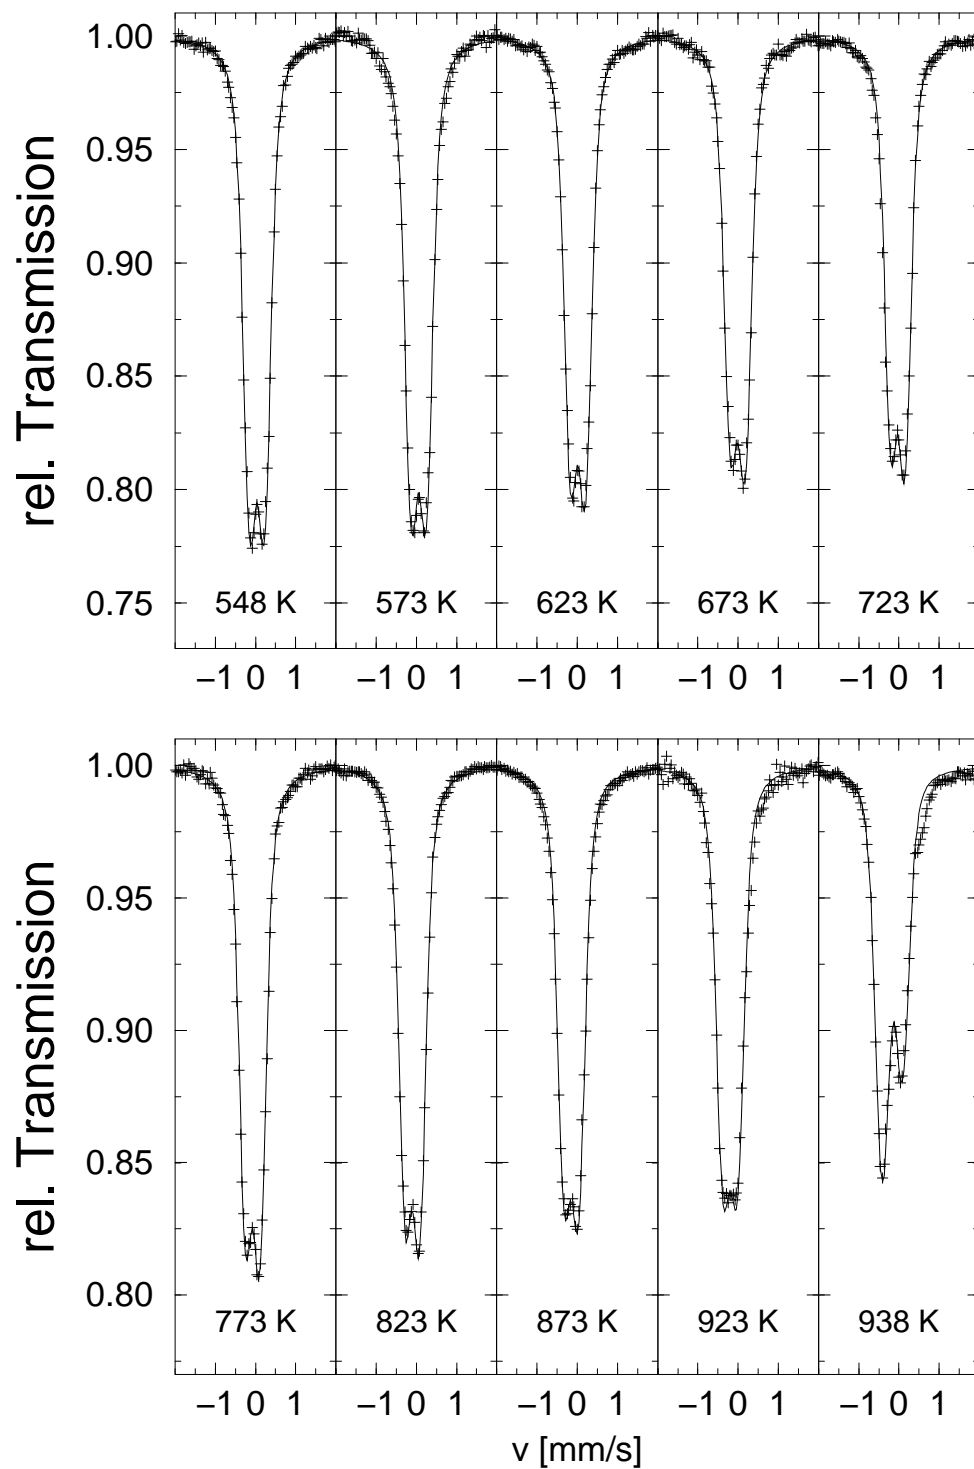 rel. Transmission
1.00
0.95
0.90
0.85
0.80
0.75
548 K 573 K 623 K 673 K 723 K
−1 0 1 −1 0 1 −1 0 1 −1 0 1 −1 0 1
rel. Transmission
1.00
0.95
0.90
0.85
0.80
773 K 823 K 873 K 923 K 938 K
−1 0 1 −1 0 1 −1 0 1 −1 0 1 −1 0 1
v [mm/s]